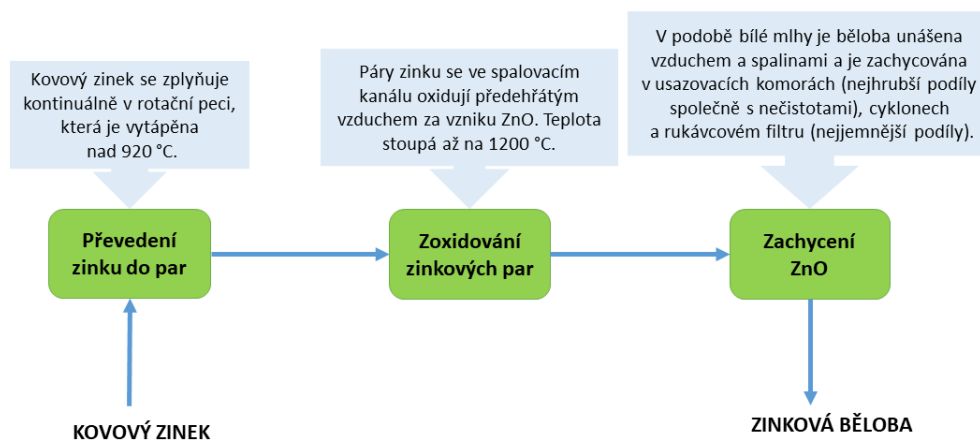 Kovový zinek se zplyňuje
kontinuálně v rotační peci,
která je vytápěna
nad 920 °C.
Páry zinku se ve spalovacím
kanálu oxidují předehřátým
vzduchem za vzniku ZnO. Teplota
stoupá až na 1200 °C.
V podobě bílé mlhy je běloba unášena
vzduchem a spalinami a je zachycována
v usazovacích komorách (nejhrubší podíly
společně s nečistotami), cyklonech
a rukávcovém filtru (nejjemnější podíly).
Převedení
zinku do par
Zoxidování
zinkových par
Zachycení
ZnO
KOVOVÝ ZINEK
ZINKOVÁ BĚLOBA